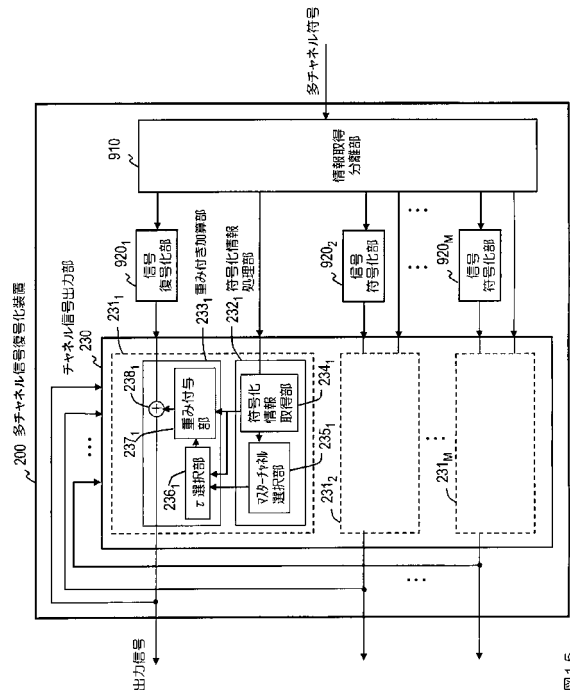 200 多チャネル信号復号化装置
チャネル信号出力部
230
多チャネル符号
910
情報取得
分離部
920₁
信号
復号化部
920₂
信号
符号化部
…
920M
信号
符号化部
231₁
233₁ 重み付き加算部
232₁ 符号化情報
処理部
238₁
＋
237₁
重み付与
部
236₁
τ選択部
234₁
符号化
情報
取得部
235₁
マスターチャネル
選択部
231₂
…
231M
…
…
出力信号
図15